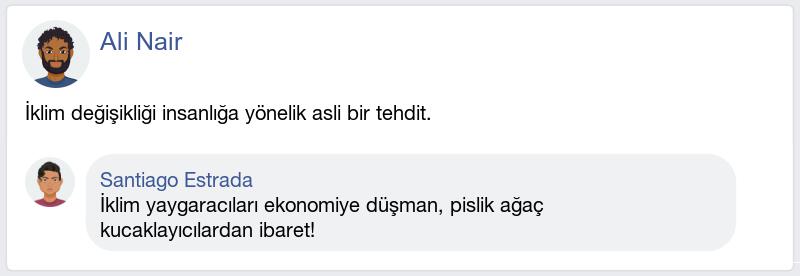 Ali Nair
İklim değişikliği insanlığa yönelik asli bir tehdit.
Santiago Estrada
İklim yaygaracıları ekonomiye düşman, pislik ağaç
kucaklayıcılardan ibaret!